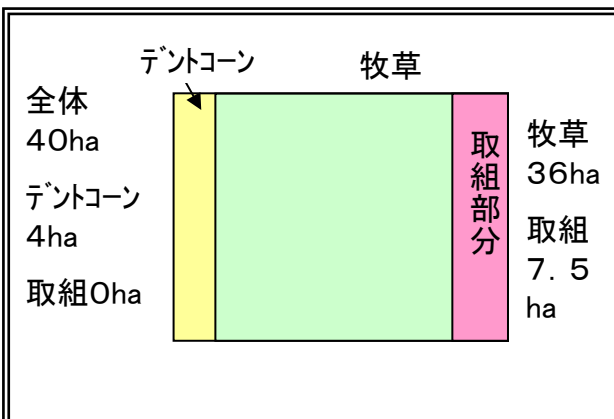 デントコーン
牧草
全体
40ha
デントコーン
4ha
取組0ha
取組部分
牧草
36ha
取組
7．5
ha